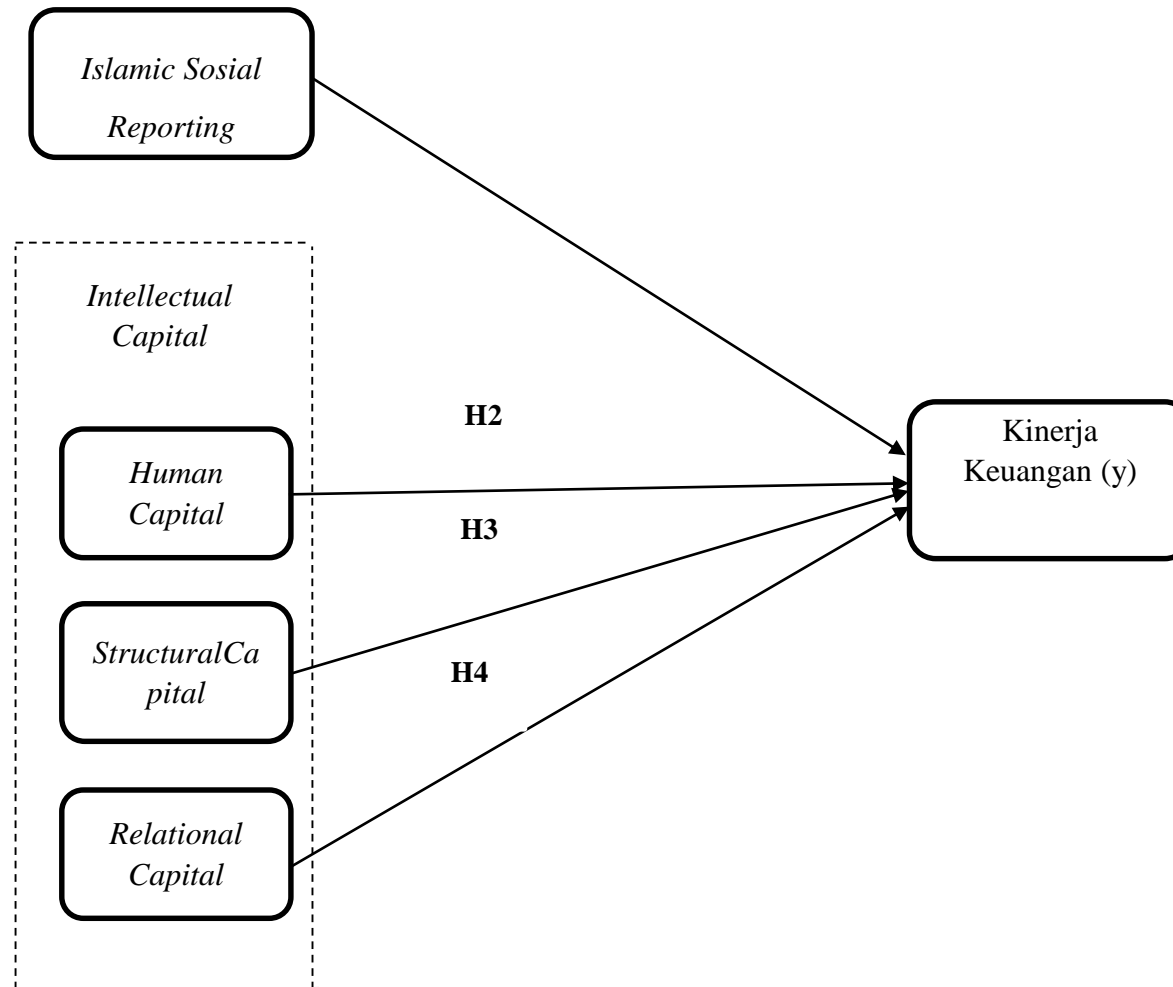 Islamic Sosial
Reporting
Intellectual
Capital
H2
Human
Capital
H3
StructuralCa
pital
H4
Relational
Capital
Kinerja
Keuangan (y)